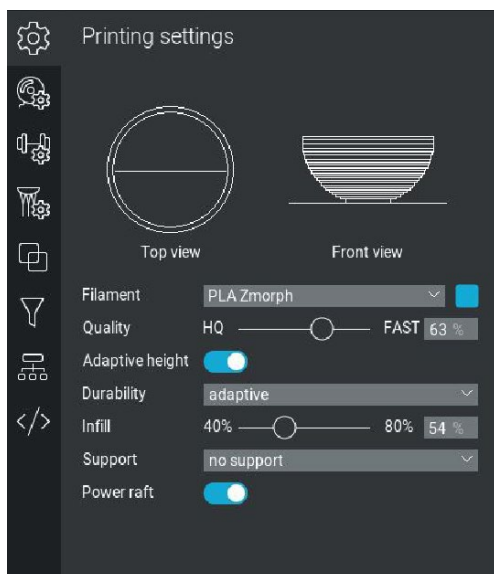 Printing settings
Top view Front view
Filament PLA Zmorph
Quality HQ FAST 63 %
Adaptive height
Durability adaptive
Infill 40% 80% 54 %
Support no support
Power raft